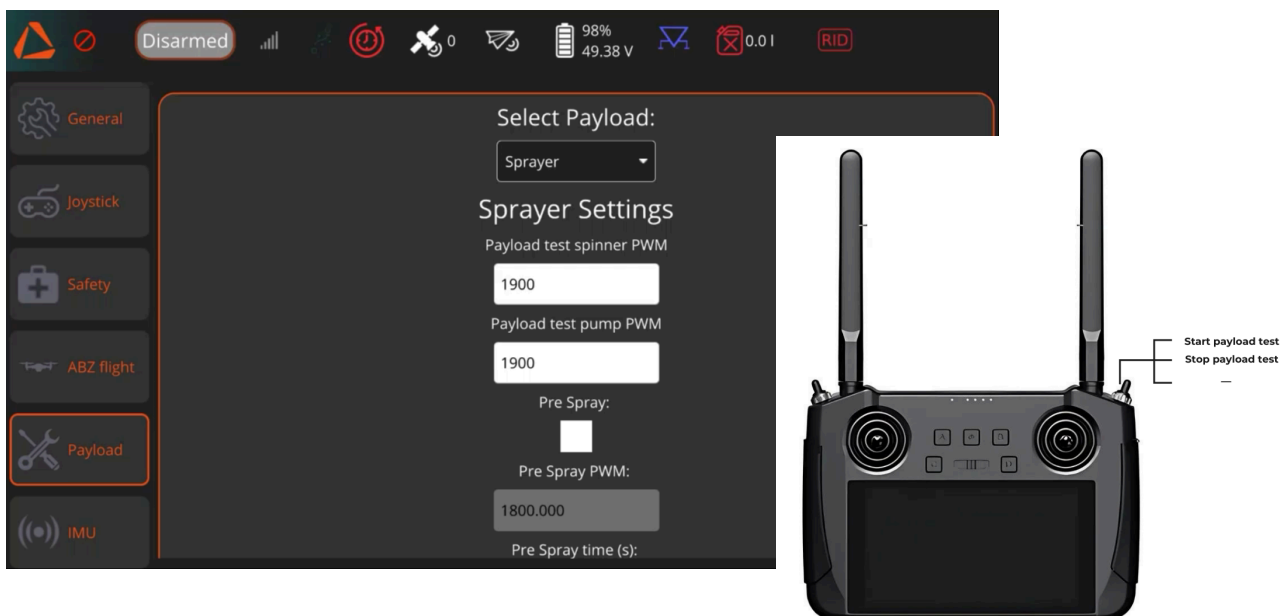 Disarmed
0
98%
49.38 V
0.0 l
RID
General
Joystick
Safety
ABZ flight
Payload
IMU
Select Payload:
Sprayer
Sprayer Settings
Payload test spinner PWM
1900
Payload test pump PWM
1900
Pre Spray:
Pre Spray PWM:
1800.000
Pre Spray time (s):
Start payload test
Stop payload test
—